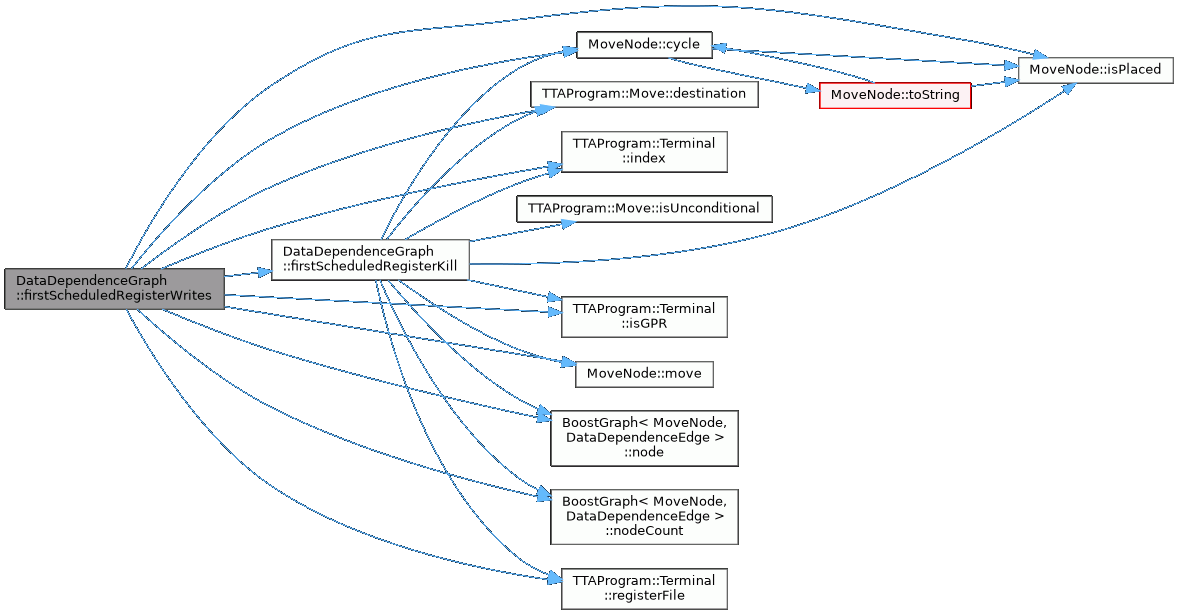 MoveNode::cycle
MoveNode::isPlaced
TTAProgram::Move::destination
MoveNode::toString
TTAProgram::Terminal
::index
TTAProgram::Move::isUnconditional
DataDependenceGraph
::firstScheduledRegisterKill
DataDependenceGraph
::firstScheduledRegisterWrites
TTAProgram::Terminal
::isGPR
MoveNode::move
BoostGraph< MoveNode,
DataDependenceEdge >
::node
BoostGraph< MoveNode,
DataDependenceEdge >
::nodeCount
TTAProgram::Terminal
::registerFile